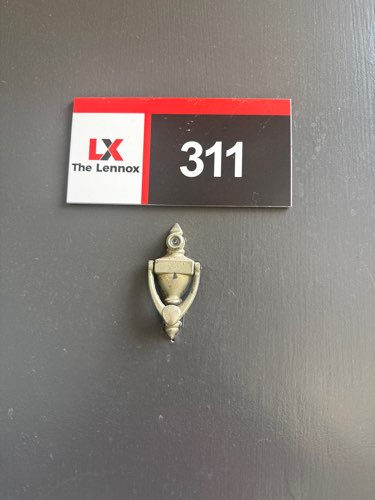 LX
The Lennox
311